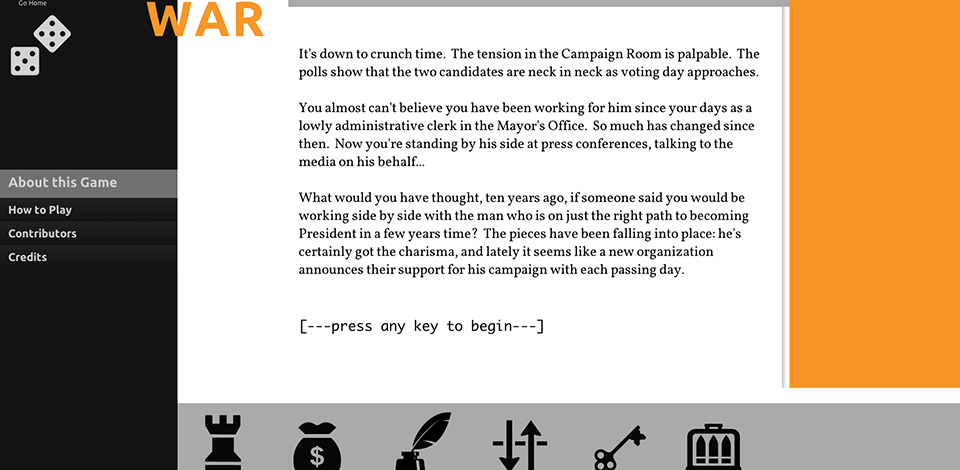 Go Home
WAR
About this Game
How to Play
Contributors
Credits
It's down to crunch time.  The tension in the Campaign Room is palpable.  The
polls show that the two candidates are neck in neck as voting day approaches.
You almost can't believe you have been working for him since your days as a
lowly administrative clerk in the Mayor's Office.  So much has changed since
then.  Now you're standing by his side at press conferences, talking to the
media on his behalf...
What would you have thought, ten years ago, if someone said you would be
working side by side with the man who is on just the right path to becoming
President in a few years time?  The pieces have been falling into place: he's
certainly got the charisma, and lately it seems like a new organization
announces their support for his campaign with each passing day.
[---press any key to begin---]
$